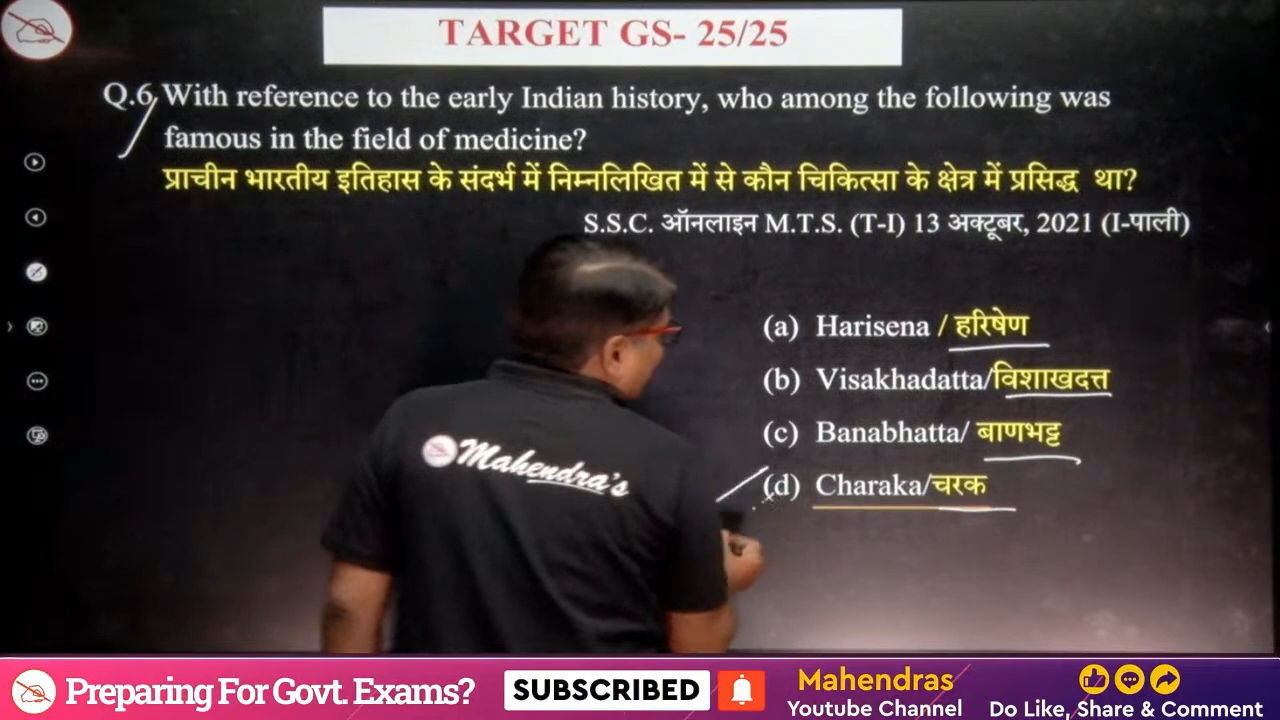 TARGET GS- 25/25
Q.6 With reference to the early Indian history, who among the following was
famous in the field of medicine?
प्राचीन भारतीय इतिहास के संदर्भ में निम्नलिखित में से कौन चिकित्सा के क्षेत्र में प्रसिद्ध था?
S.S.C. ऑनलाइन M.T.S. (T-I) 13 अक्टूबर, 2021 (I-पाली)
(a) Harisena / हरिषेण
(b) Visakhadatta/विशाखदत्त
(c) Banabhatta/ बाणभट्ट
(d) Charaka/चरक
Mahendra's
Preparing For Govt. Exams?
SUBSCRIBED
Mahendras
Youtube Channel
Do Like, Share & Comment